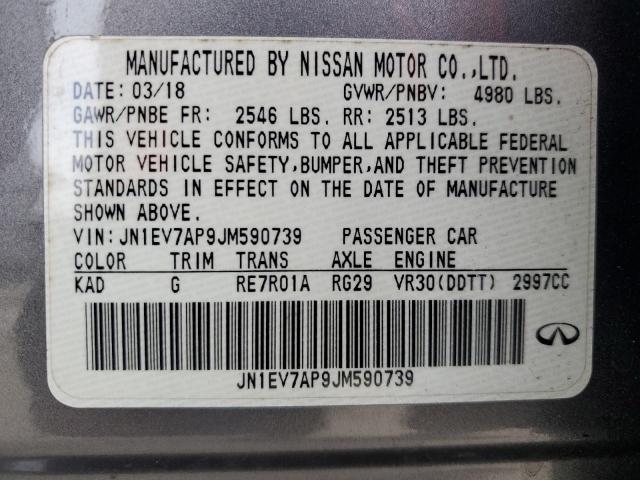 MANUFACTURED BY NISSAN MOTOR CO.,LTD.
DATE: 03/18 GVWR/PNBV: 4980 LBS.
GAWR/PNBE FR: 2546 LBS. RR: 2513 LBS.
THIS VEHICLE CONFORMS TO ALL APPLICABLE FEDERAL
MOTOR VEHICLE SAFETY,BUMPER,AND THEFT PREVENTION
STANDARDS IN EFFECT ON THE DATE OF MANUFACTURE
SHOWN ABOVE.
VIN:JN1EV7AP9JM590739 PASSENGER CAR
COLOR TRIM TRANS AXLE ENGINE
KAD G RE7R01A RG29 VR30(DDTT) 2997CC
JN1EV7AP9JM590739